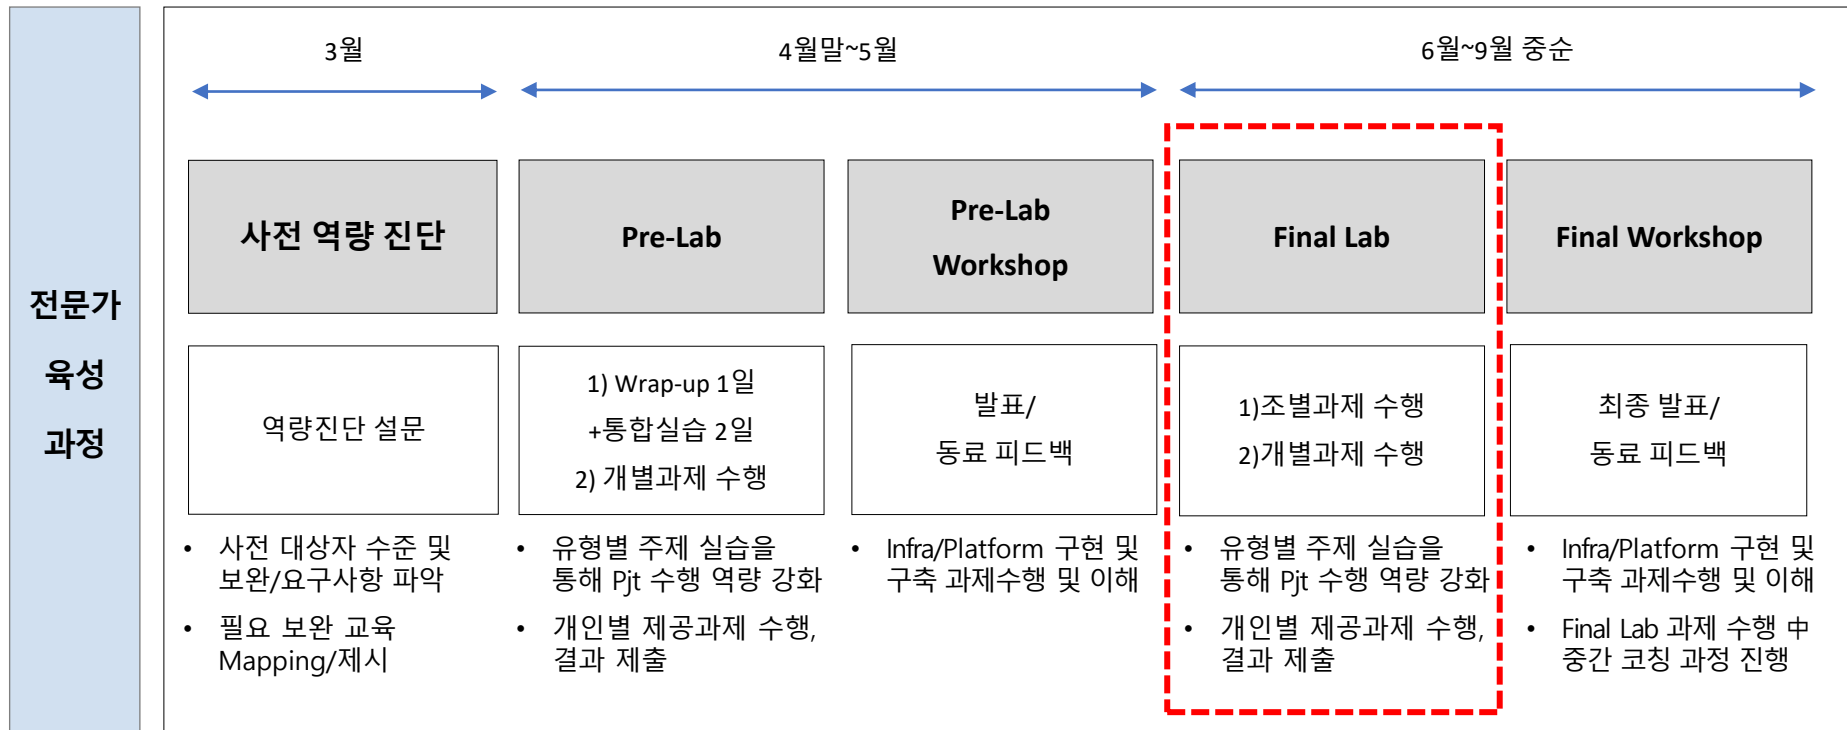 전문가
육성
과정
3월
4월말~5월
6월~9월 중순
사전 역량 진단
Pre-Lab
Pre-Lab
Workshop
Final Lab
Final Workshop
역량진단 설문
1) Wrap-up 1일
+통합실습 2일
2) 개별과제 수행
발표/
동료 피드백
1)조별과제 수행
2)개별과제 수행
최종 발표/
동료 피드백
• 사전 대상자 수준 및
보완/요구사항 파악
• 필요 보완 교육
Mapping/제시
• 유형별 주제 실습을
통해 Pjt 수행 역량 강화
• 개인별 제공과제 수행,
결과 제출
• Infra/Platform 구현 및
구축 과제수행 및 이해
• 유형별 주제 실습을
통해 Pjt 수행 역량 강화
• 개인별 제공과제 수행,
결과 제출
• Infra/Platform 구현 및
구축 과제수행 및 이해
• Final Lab 과제 수행 中
중간 코칭 과정 진행